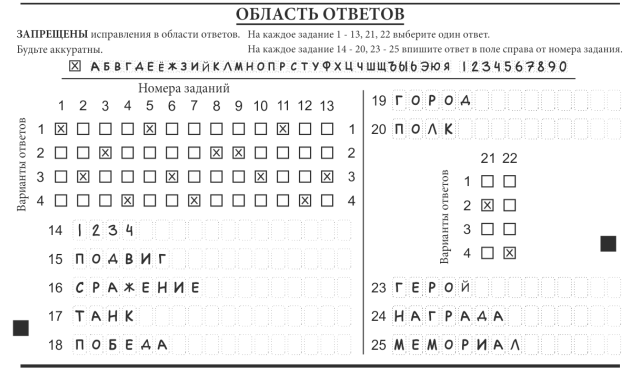 ОБЛАСТЬ ОТВЕТОВ
ЗАПРЕЩЕНЫ исправления в области ответов. На каждое задание 1 - 13, 21, 22 выберите один ответ.
Будьте аккуратны. На каждое задание 14 - 20, 23 - 25 впишите ответ в поле справа от номера задания.
☒ АБВГДЕЁЖЗИЙКЛМНОПРСТУФХЦЧШЩЪЫЬЭЮЯ 1234567890
Номера заданий
1 2 3 4 5 6 7 8 9 10 11 12 13
Варианты ответов
1 ☒ ☐ ☐ ☐ ☒ ☐ ☐ ☐ ☐ ☐ ☒ ☐ ☐ 1
2 ☐ ☐ ☒ ☐ ☐ ☐ ☐ ☒ ☒ ☐ ☐ ☐ ☐ 2
3 ☐ ☒ ☐ ☐ ☐ ☒ ☐ ☐ ☐ ☒ ☐ ☐ ☒ 3
4 ☐ ☐ ☐ ☒ ☐ ☐ ☒ ☐ ☐ ☐ ☐ ☒ ☐ 4
14 1234
15 ПОДВИГ
16 СРАЖЕНИЕ
17 ТАНК
18 ПОБЕДА
19 ГОРОД
20 ПОЛК
21 22
Варианты ответов
1 ☐ ☐
2 ☒ ☐
3 ☐ ☐
4 ☐ ☒
23 ГЕРОЙ
24 НАГРАДА
25 МЕМОРИАЛ